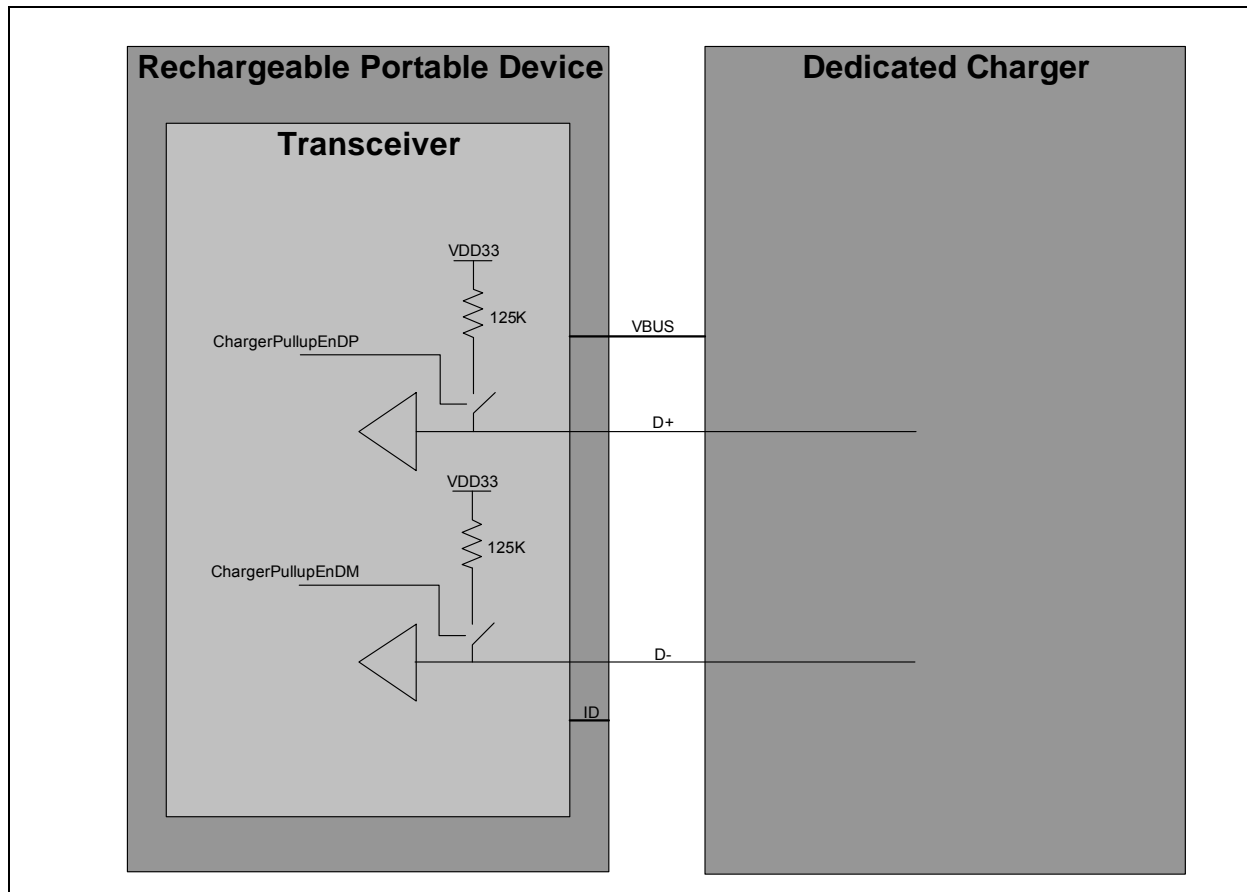 Rechargeable Portable Device
Dedicated Charger
Transceiver
VDD33
125K
VBUS
ChargerPullupEnDP
D+
VDD33
125K
ChargerPullupEnDM
D-
ID